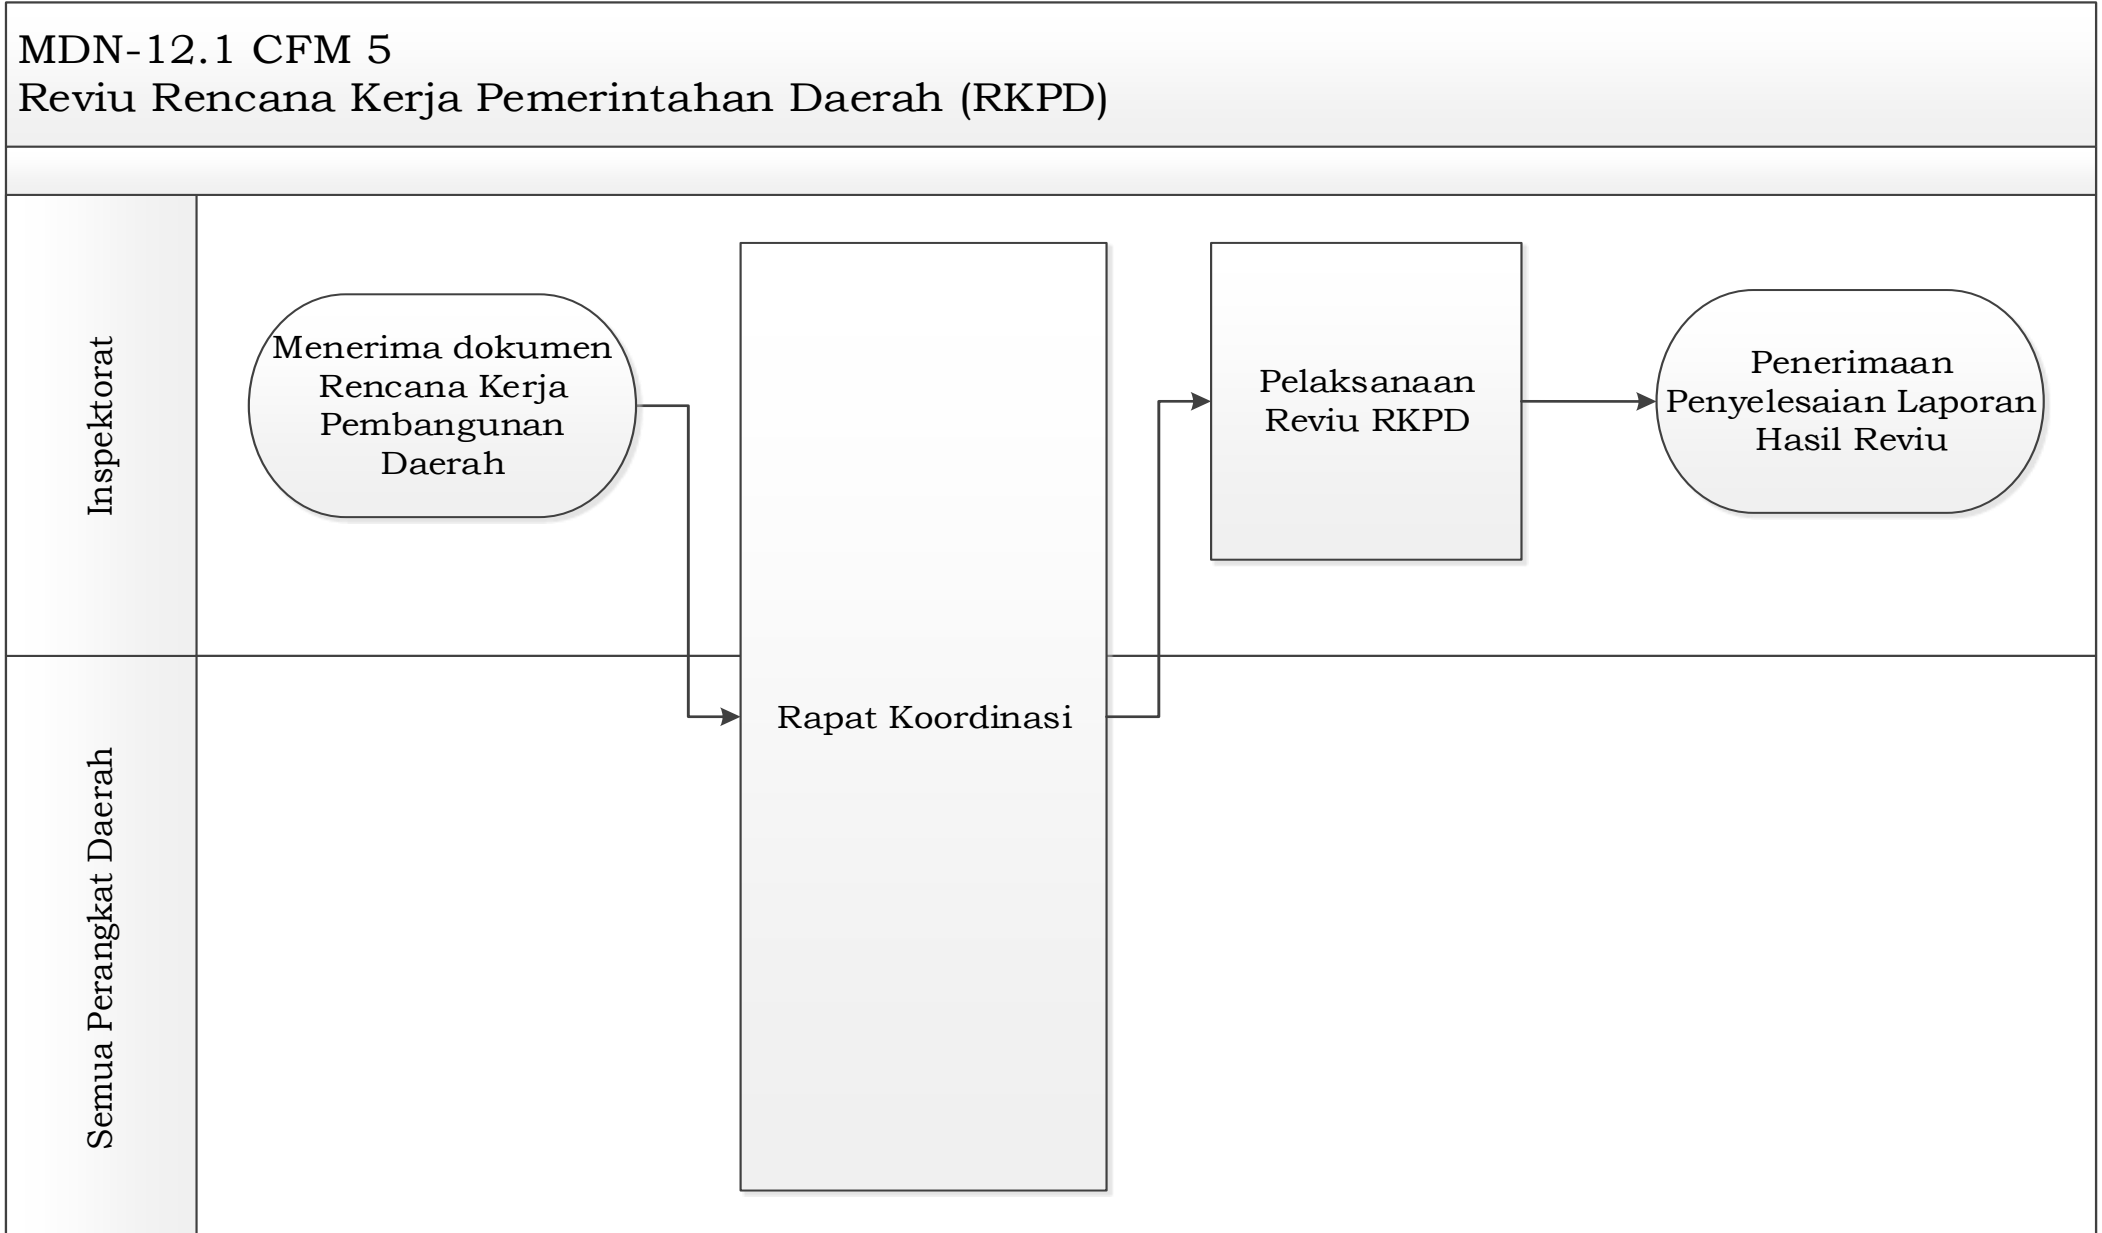 MDN-12.1 CFM 5
Reviu Rencana Kerja Pemerintahan Daerah (RKPD)
Inspektorat
Menerima dokumen
Rencana Kerja
Pembangunan
Daerah
Pelaksanaan
Reviu RKPD
Penerimaan
Penyelesaian Laporan
Hasil Reviu
Rapat Koordinasi
Semua Perangkat Daerah